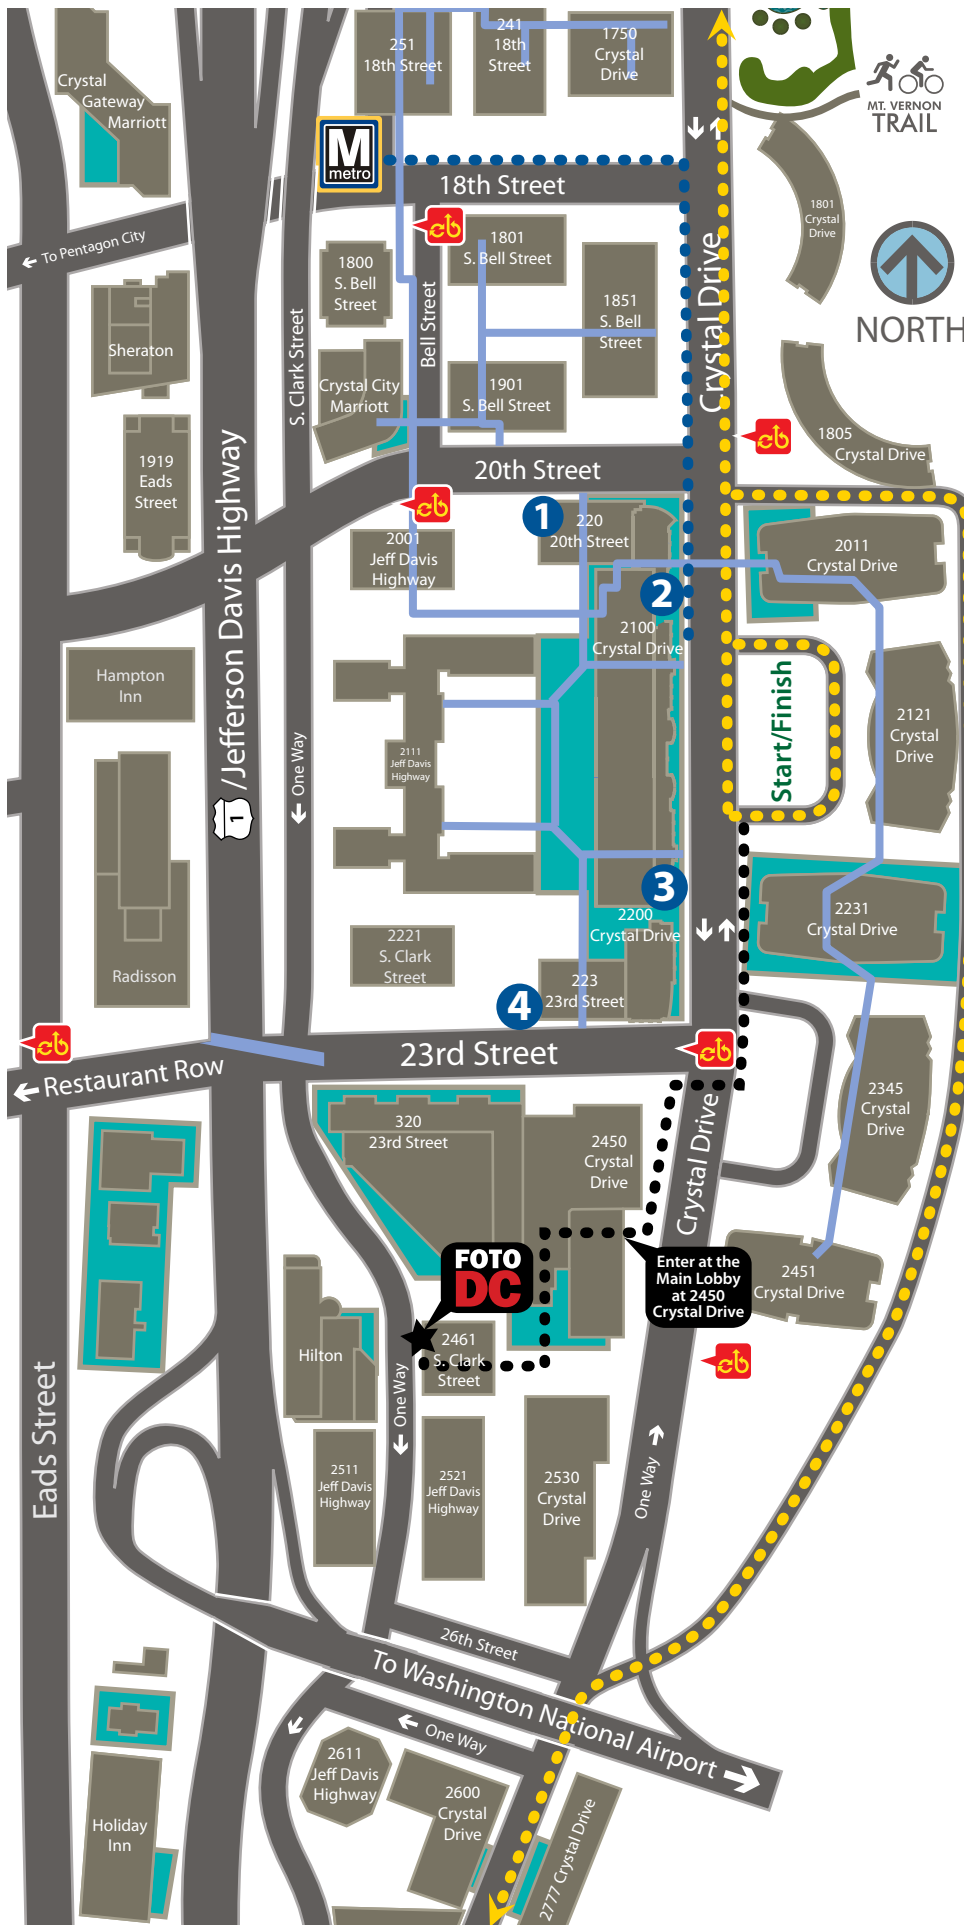 251
18th Street
241
18th
Street
1750
Crystal
Drive
Crystal
Gateway
Marriott
MT. VERNON
TRAIL
M
metro
18th Street
1801
Crystal
Drive
To Pentagon City
1801
S. Bell Street
1800
S. Bell
Street
Bell Street
1851
S. Bell
Street
Crystal Drive
NORTH
Sheraton
S. Clark Street
Crystal City
Marriott
1901
S. Bell Street
1805
Crystal Drive
1919
Eads
Street
/Jefferson Davis Highway
20th Street
1
220
20th Street
2001
Jeff Davis
Highway
2011
Crystal Drive
2
2100
Crystal Drive
Hampton
Inn
Start/Finish
2121
Crystal
Drive
2111
Jeff Davis
Highway
One Way
1
3
2200
Crystal Drive
2231
Crystal Drive
2221
S. Clark
Street
Radisson
223
23rd Street
4
23rd Street
Restaurant Row
2345
Crystal
Drive
320
23rd Street
2450
Crystal
Drive
Crystal Drive
FOTO
DC
Enter at the
Main Lobby
at 2450
Crystal Drive
2451
Crystal Drive
Hilton
2461
S. Clark
Street
One Way
Eads Street
2511
Jeff Davis
Highway
2521
Jeff Davis
Highway
2530
Crystal
Drive
One Way
26th Street
To Washington National Airport
One Way
2611
Jeff Davis
Highway
2600
Crystal
Drive
2777 Crystal Drive
Holiday
Inn